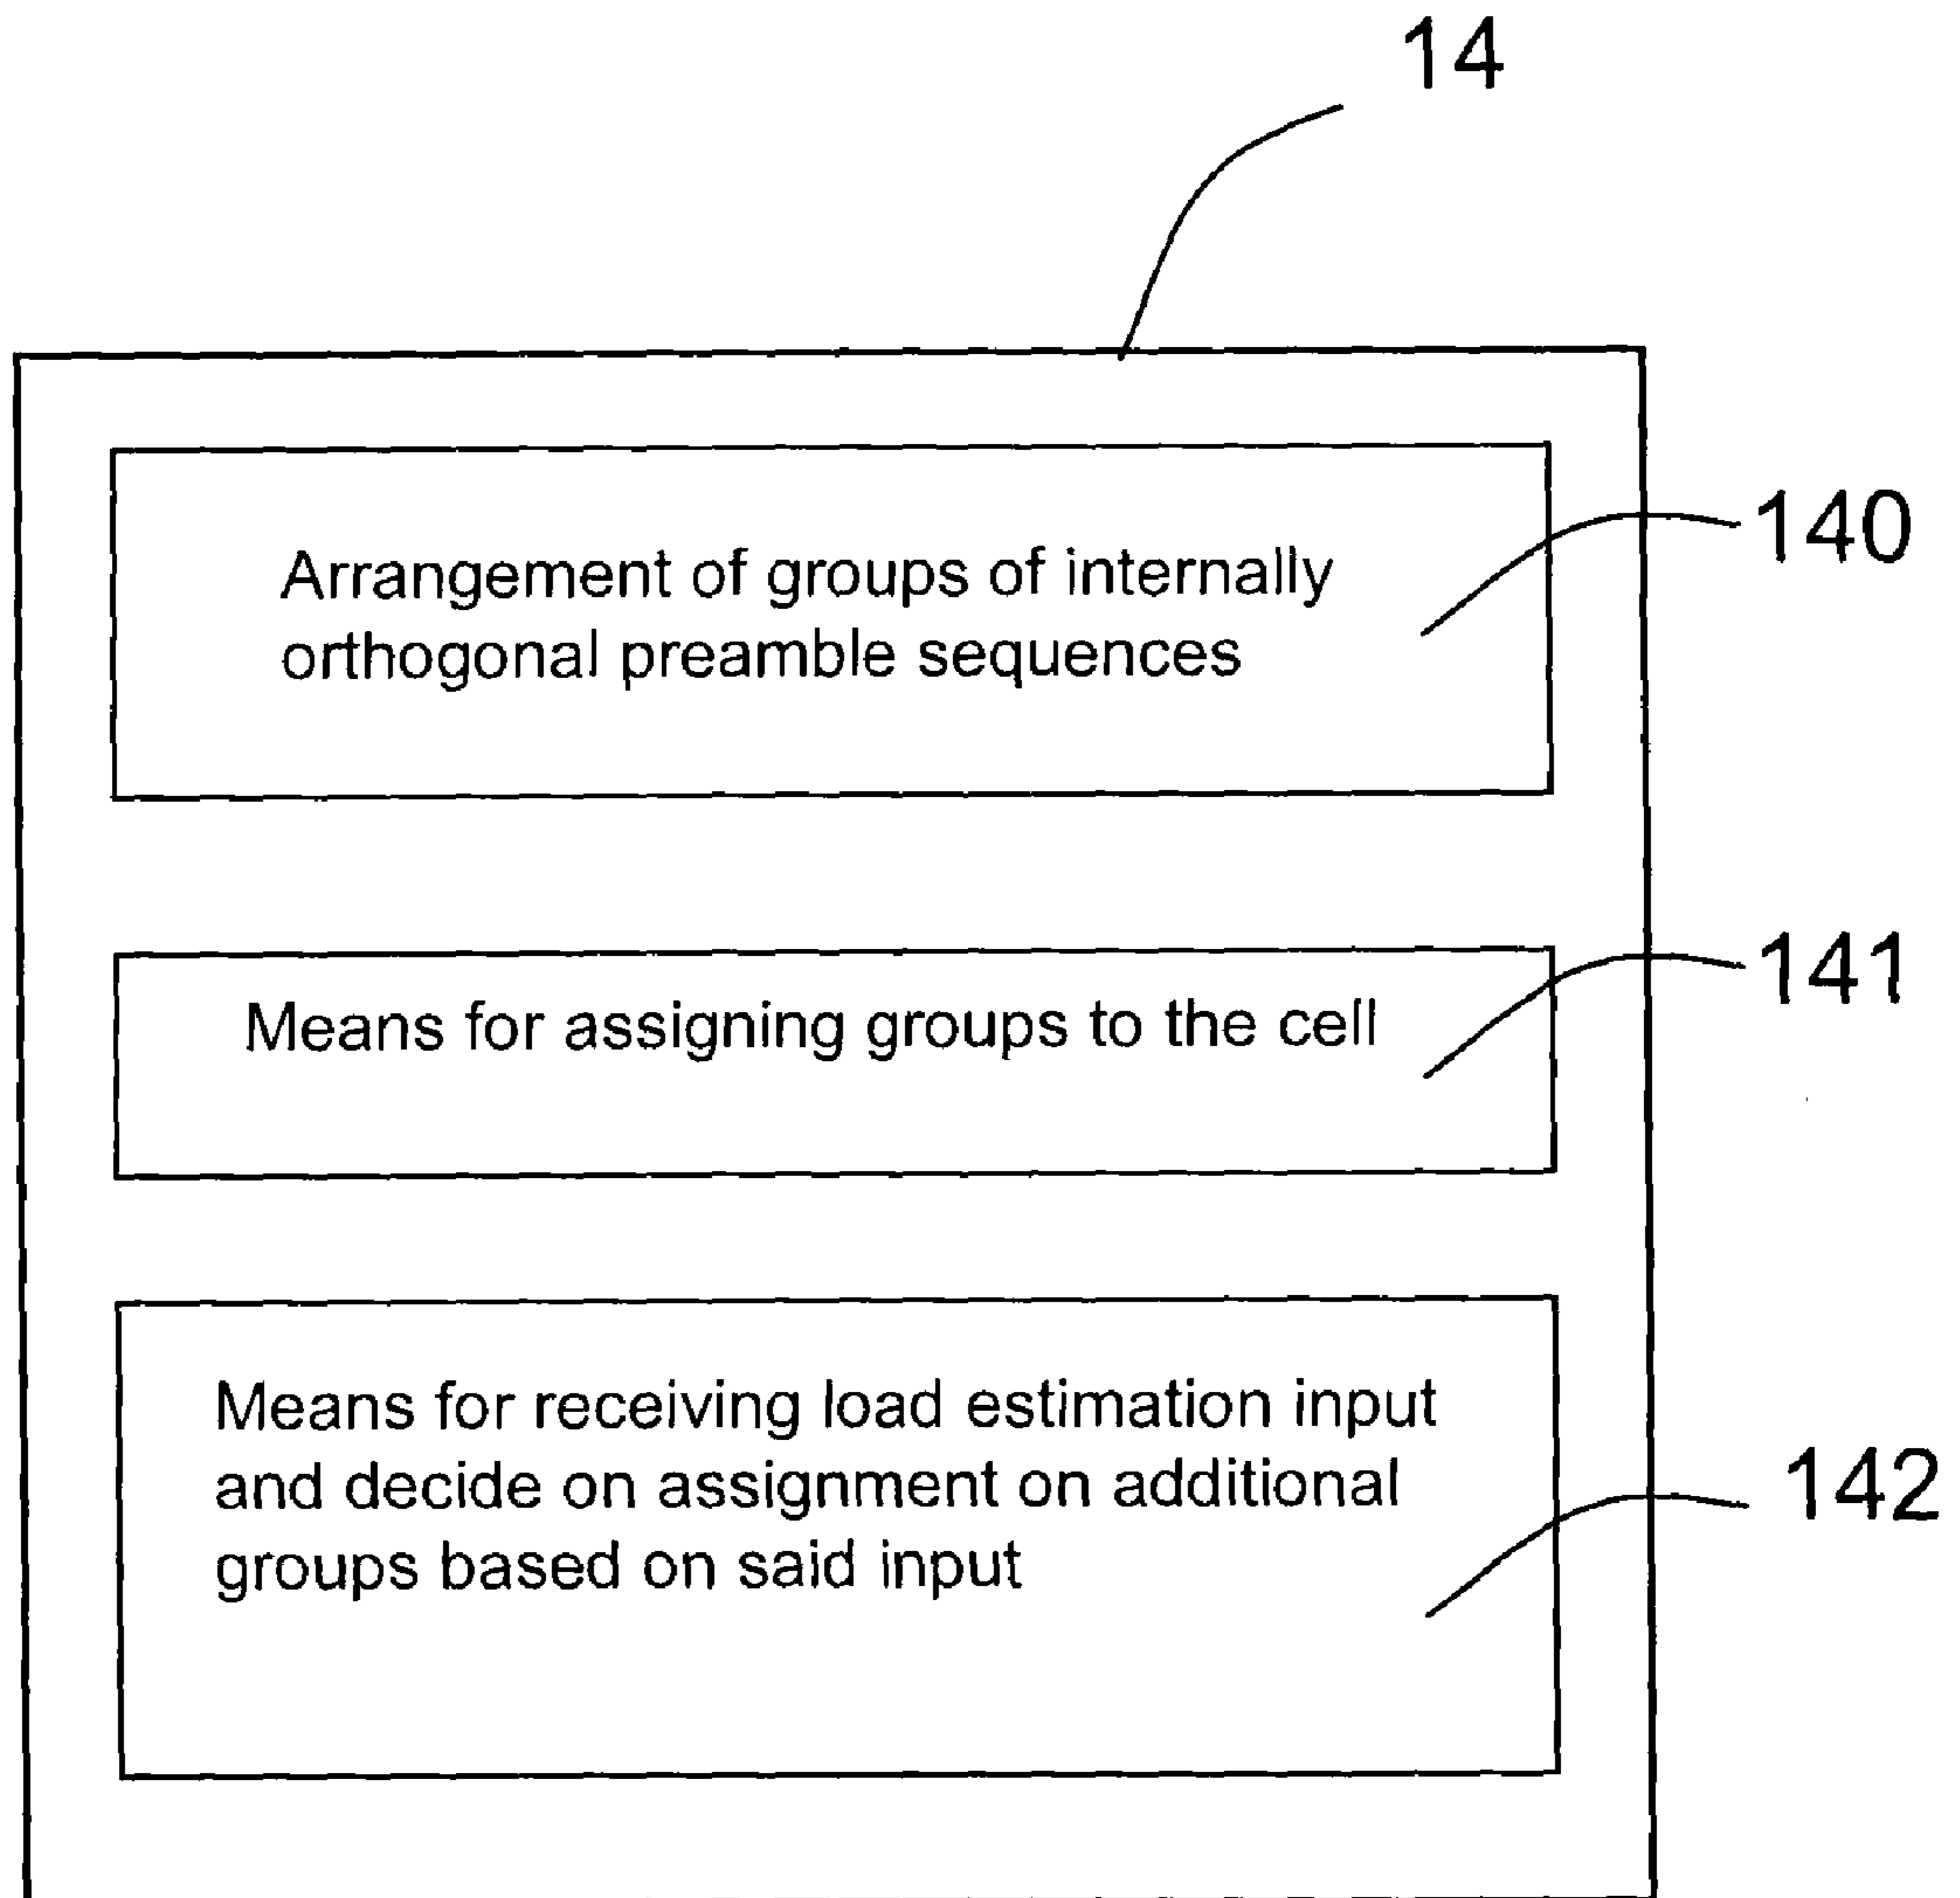 14
Arrangement of groups of internally
orthogonal preamble sequences
140
Means for assigning groups to the cell
141
Means for receiving load estimation input
and decide on assignment on additional
groups based on said input
142